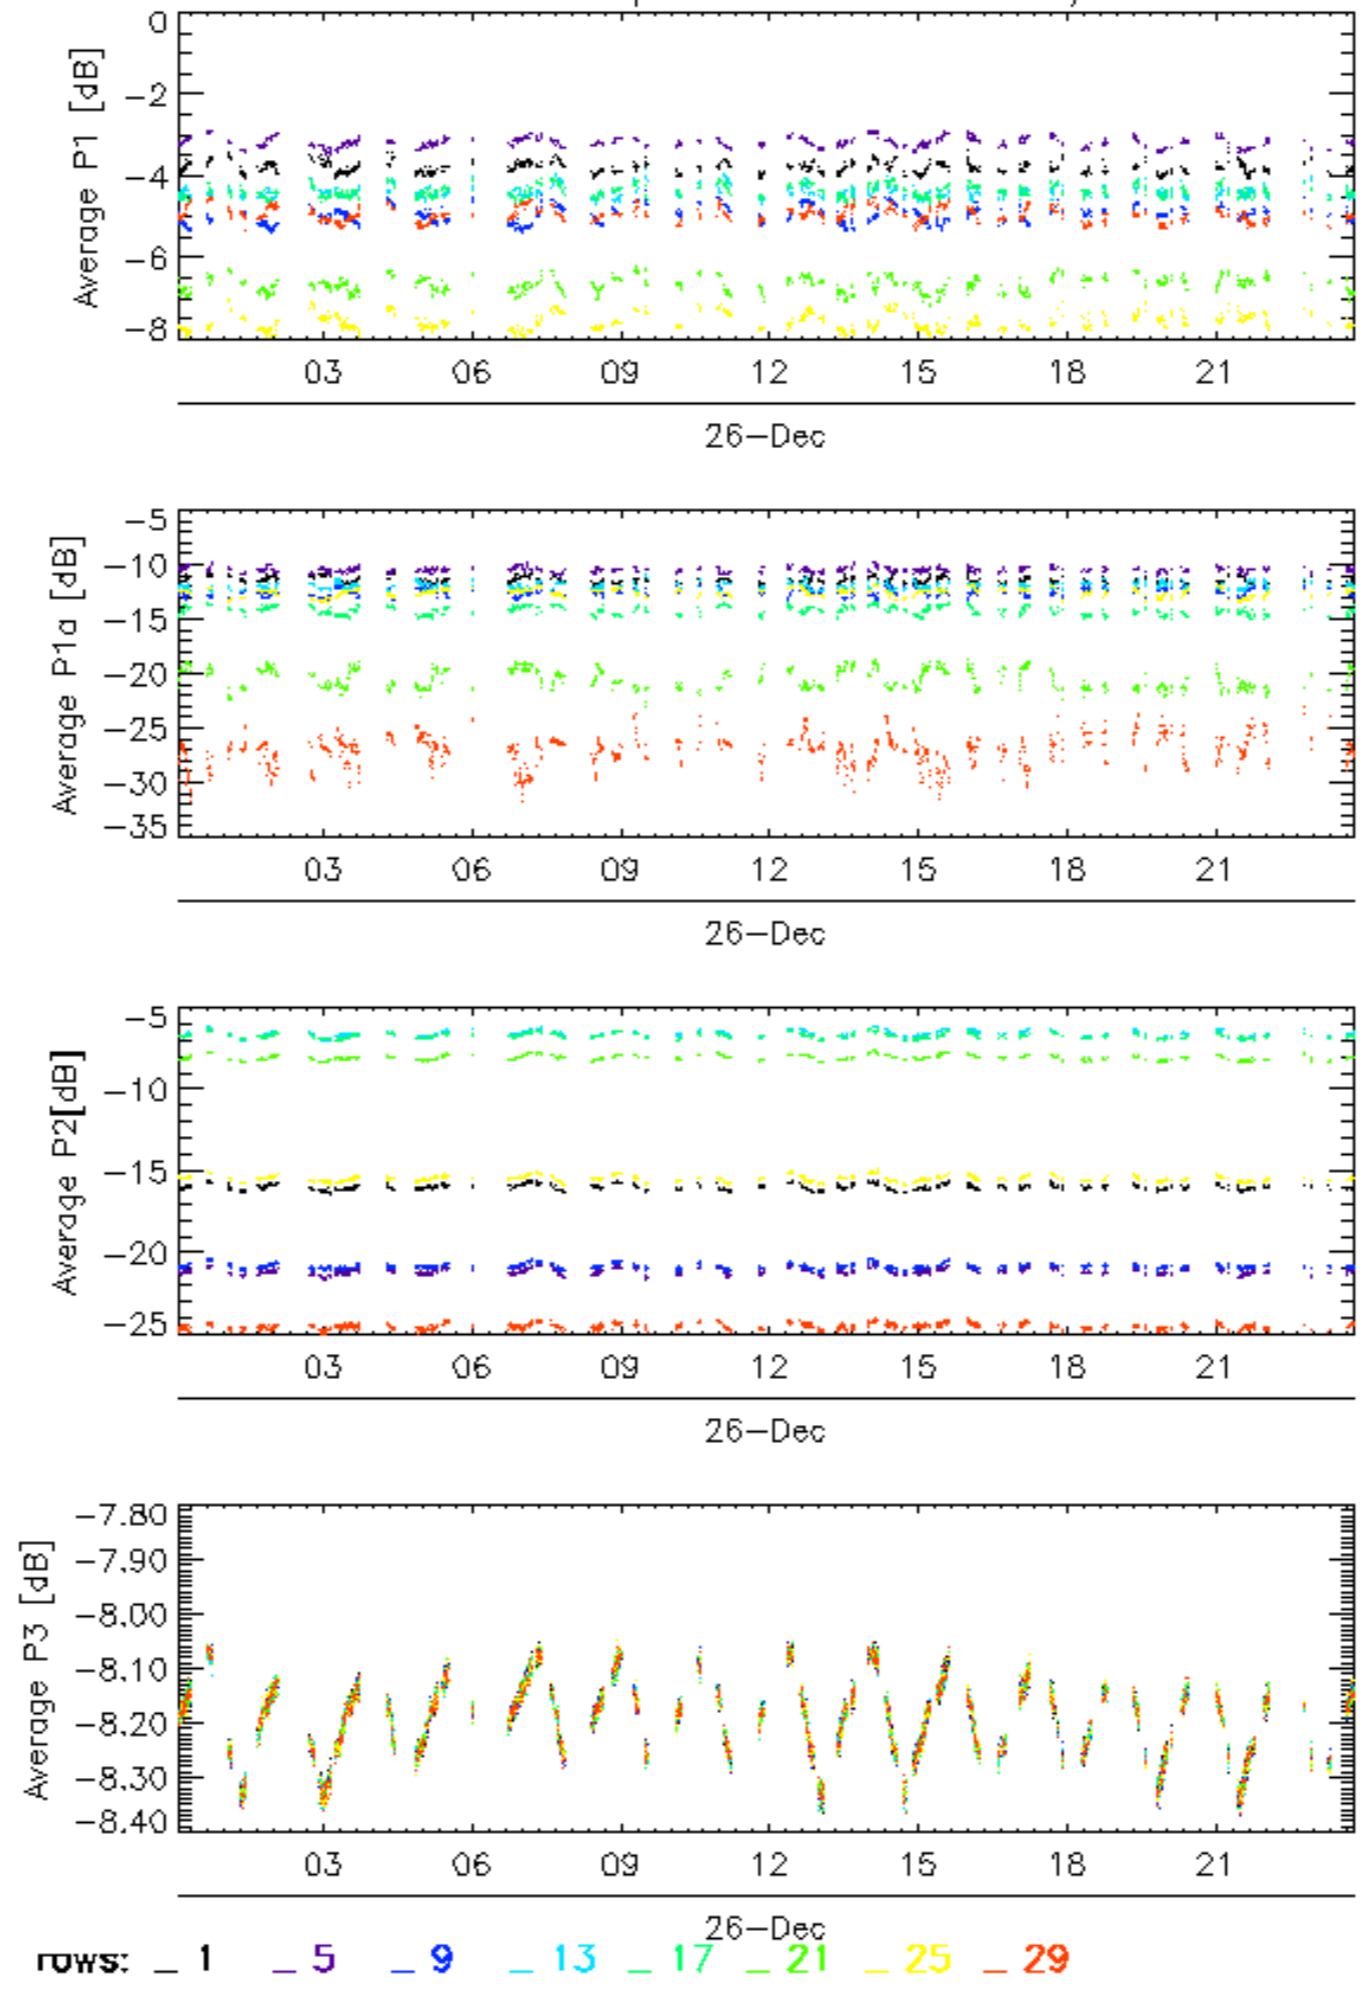 Average P1 [dB]
0
-2
-4
-6
-8
03 06 09 12 15 18 21
26-Dec
Average P1a [dB]
-5
-10
-15
-20
-25
-30
-35
03 06 09 12 15 18 21
26-Dec
Average P2[dB]
-5
-10
-15
-20
-25
03 06 09 12 15 18 21
26-Dec
Average P3 [dB]
-7.80
-7.90
-8.00
-8.10
-8.20
-8.30
-8.40
03 06 09 12 15 18 21
26-Dec
rows: _ 1 _ 5 _ 9 _ 13 _ 17 _ 21 _ 25 _ 29